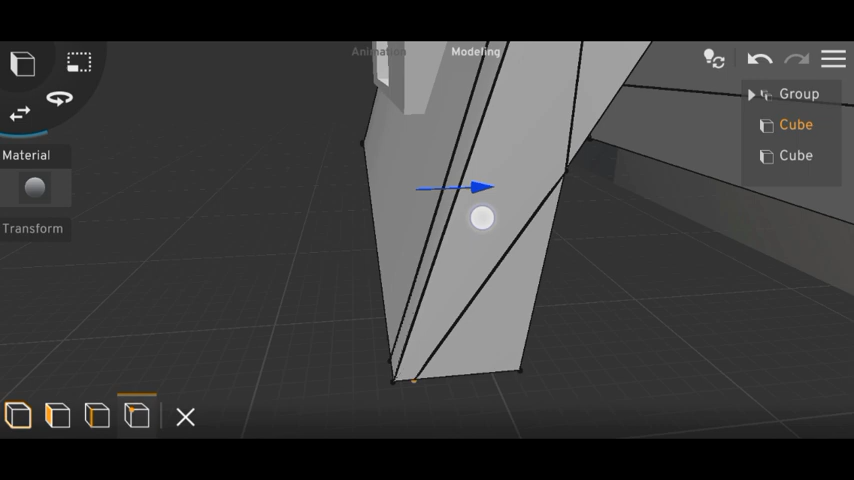 Animation
Modeling
Group
Cube
Cube
Material
Transform